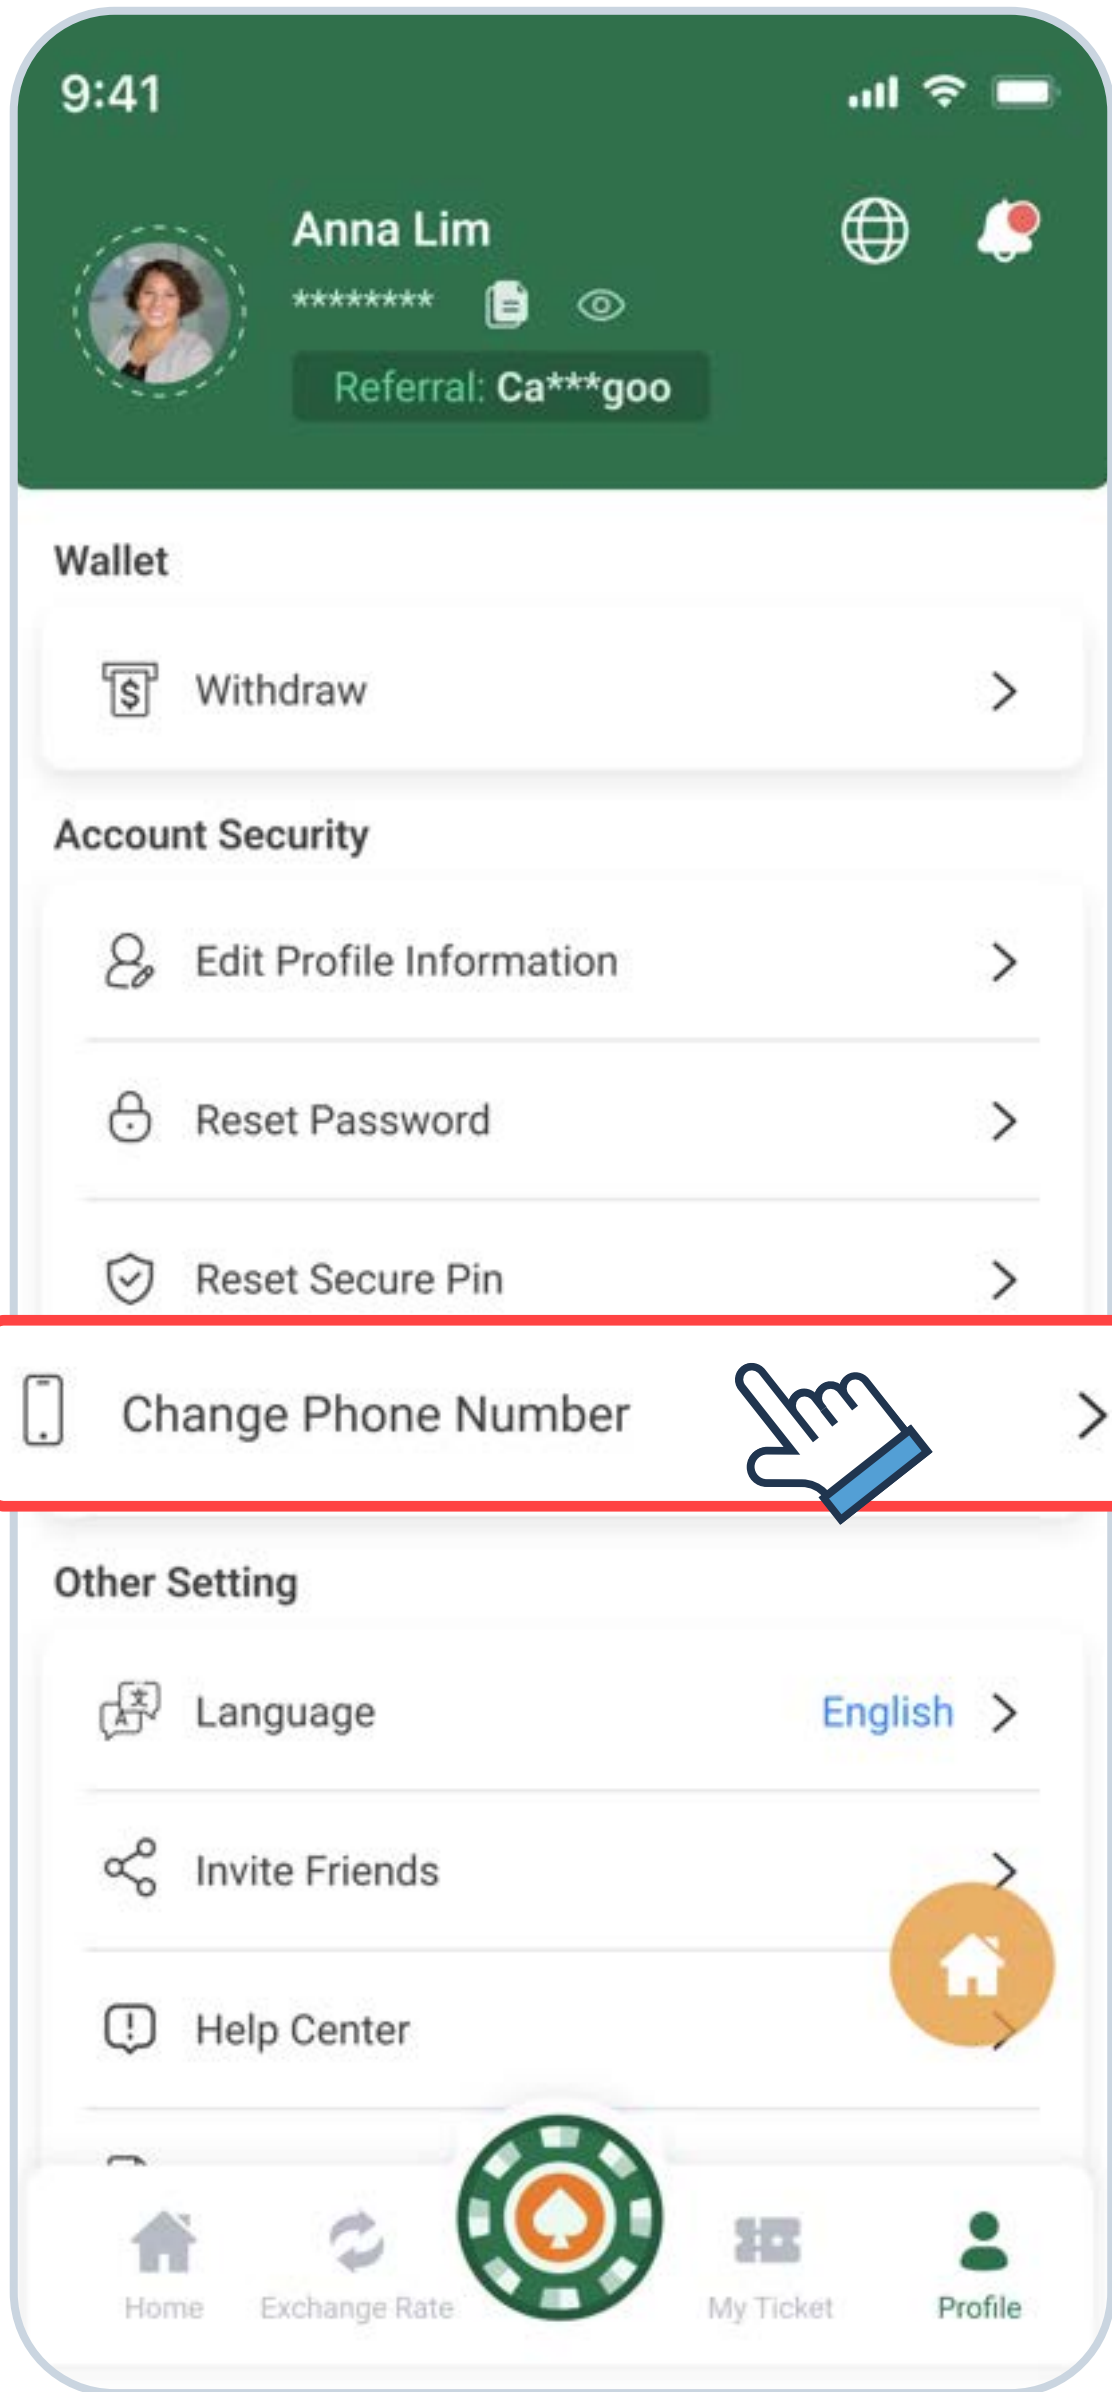 9:41
Anna Lim
********
Referral: Ca***goo
Wallet
Withdraw
Account Security
Edit Profile Information
Reset Password
Reset Secure Pin
Change Phone Number
Other Setting
Language English
Invite Friends
Help Center
Home Exchange Rate My Ticket Profile